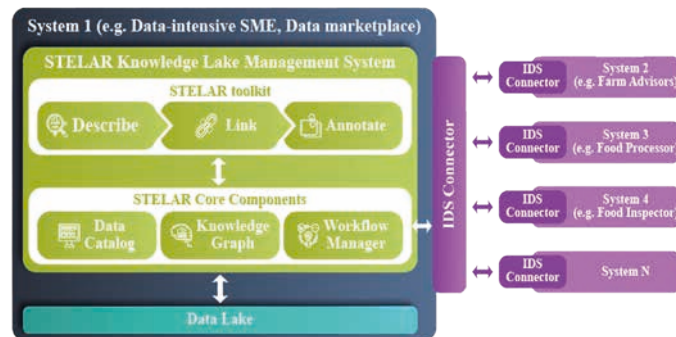 System 1 (e.g. Data-intensive SME, Data marketplace)
STELAR Knowledge Lake Management System
STELAR toolkit
Describe
Link
Annotate
STELAR Core Components
Data
Catalog
Knowledge
Graph
Workflow
Manager
Data Lake
IDS Connector
IDS
Connector
System 2
(e.g. Farm Advisors)
IDS
Connector
System 3
(e.g. Food Processor)
IDS
Connector
System 4
(e.g. Food Inspector)
IDS
Connector
System N